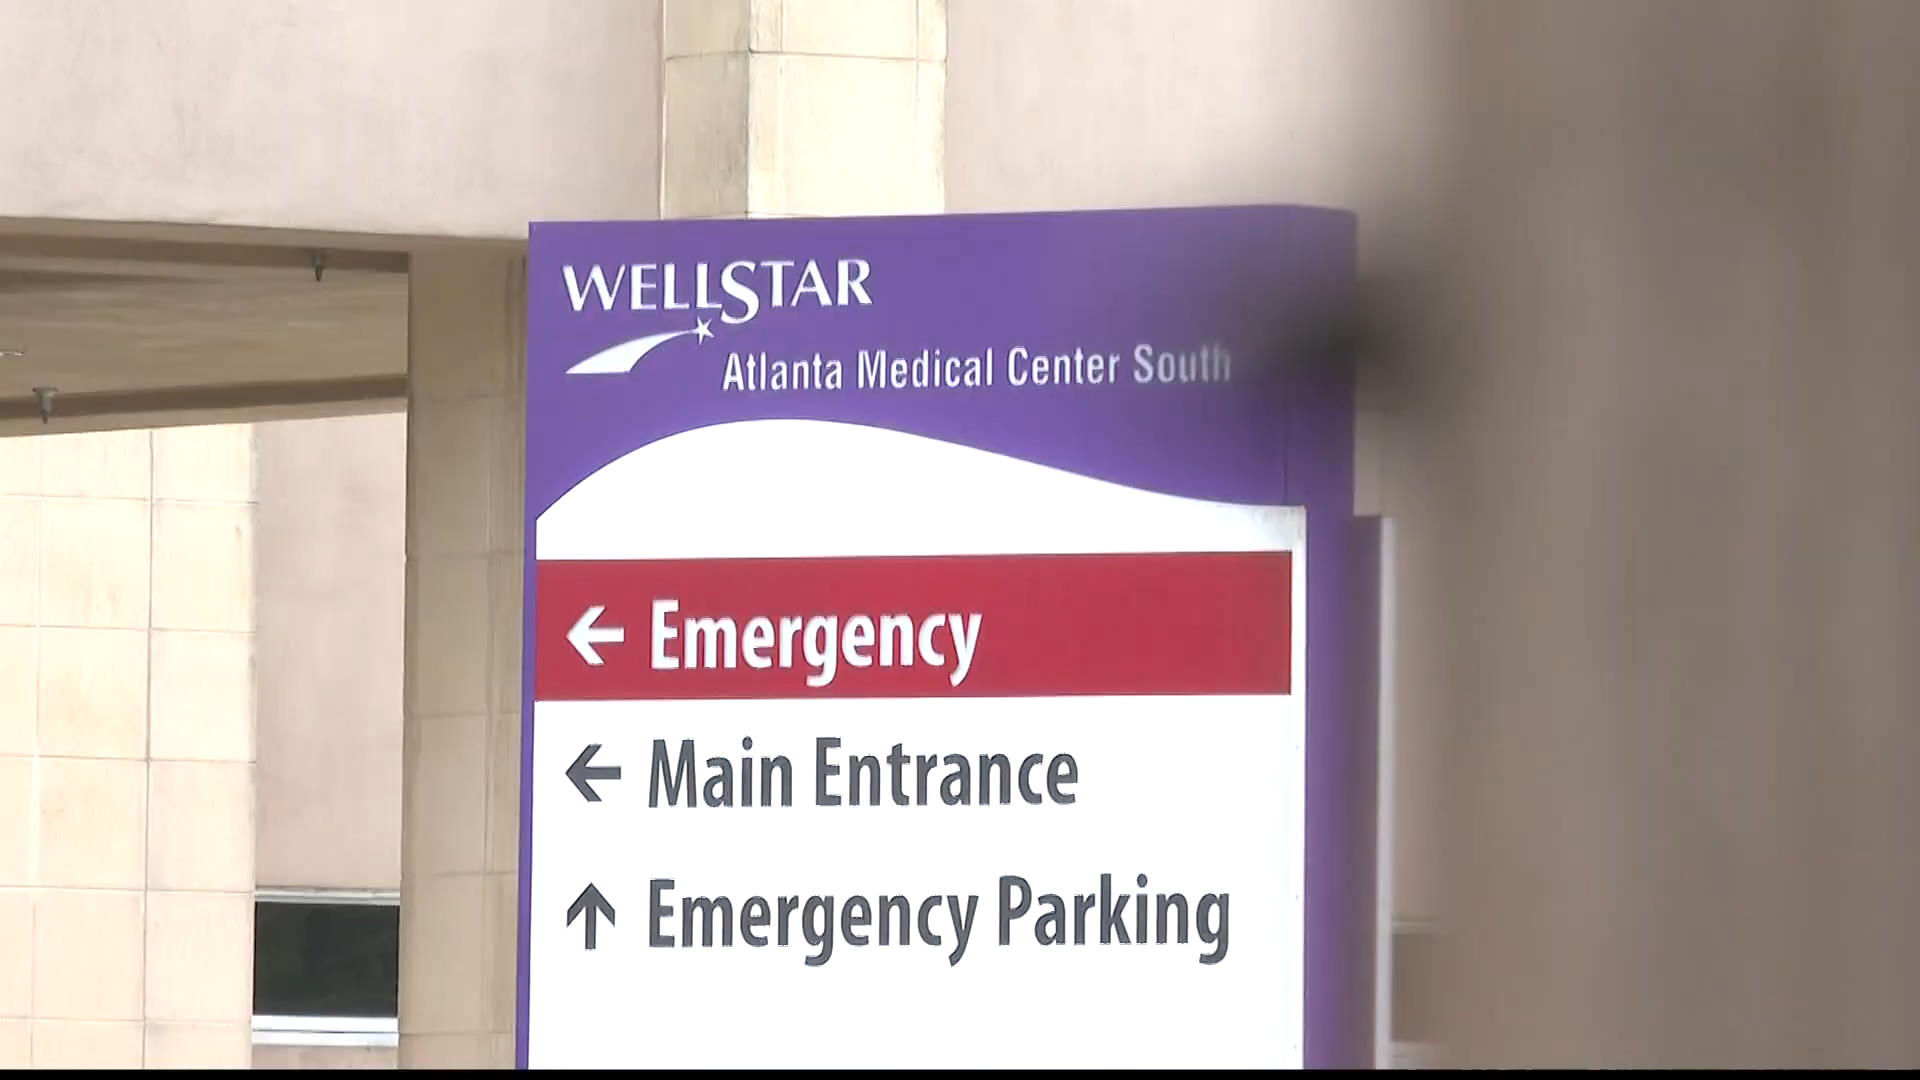 WELLSTAR
Atlanta Medical Center South
← Emergency
← Main Entrance
↑ Emergency Parking